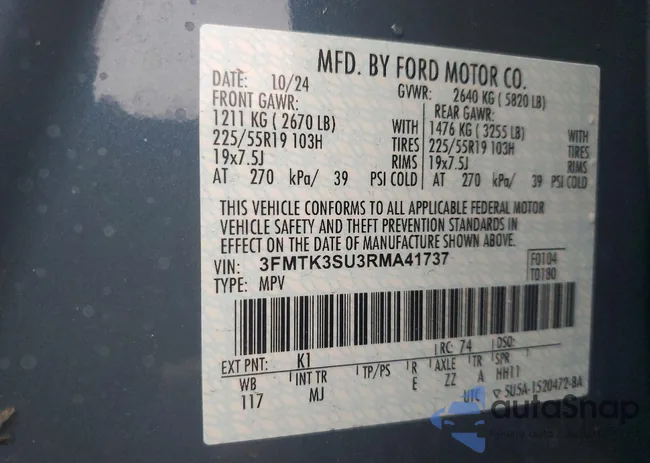 MFD. BY FORD MOTOR CO.
DATE: 10/24 GVWR: 2640 KG ( 5820 LB)
FRONT GAWR: REAR GAWR:
1211 KG ( 2670 LB) WITH 1476 KG ( 3255 LB) WITH
225/55R19 103H TIRES 225/55R19 103H TIRES
19x7.5J RIMS 19x7.5J RIMS
AT 270 kPa/ 39 PSI COLD AT 270 kPa/ 39 PSI COLD
THIS VEHICLE CONFORMS TO ALL APPLICABLE FEDERAL MOTOR
VEHICLE SAFETY AND THEFT PREVENTION STANDARDS IN
EFFECT ON THE DATE OF MANUFACTURE SHOWN ABOVE.
VIN: 3FMTK3SU3RMA41737 F0104
TYPE: MPV T0180
EXT PNT: K1 RC: 74 DSO:
WB INT TR TP/PS R AXLE TR SPR
117 MJ E ZZ A HH11
UTC 5U5A-1520472-BA
autoSnap